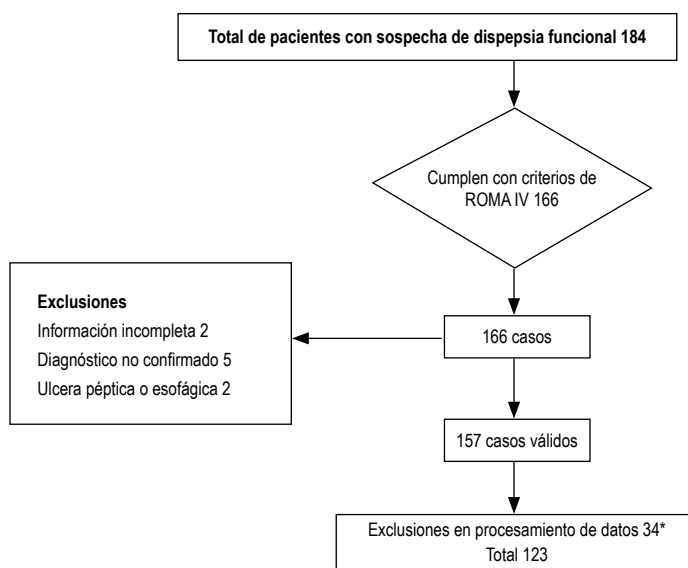 Total de pacientes con sospecha de dispepsia funcional 184
Cumplen con criterios de
ROMA IV 166
Exclusiones
Información incompleta 2
Diagnóstico no confirmado 5
Ulcera péptica o esofágica 2
166 casos
157 casos válidos
Exclusiones en procesamiento de datos 34*
Total 123